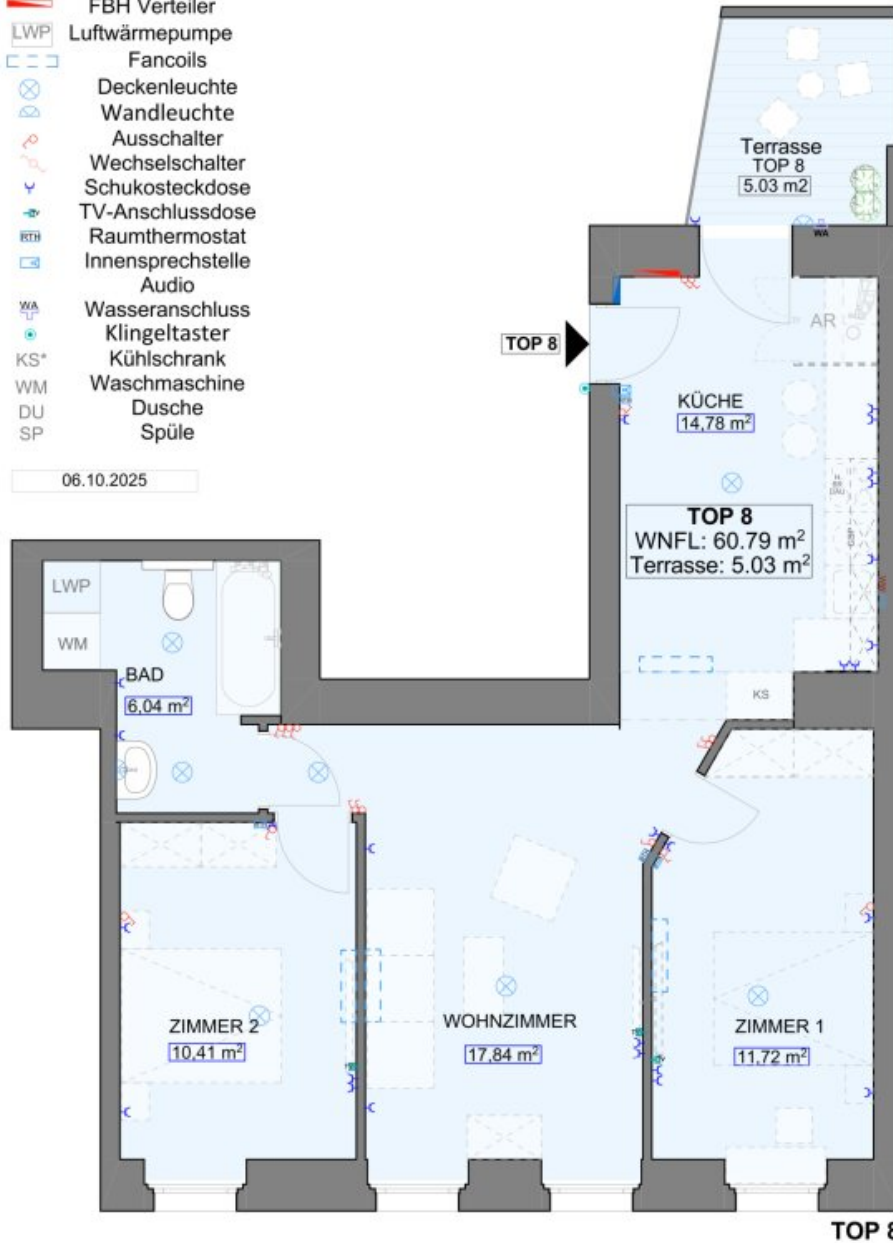 FBH Verteiler
LWP Luftwärmepumpe
Fancoils
Deckenleuchte
Wandleuchte
Ausschalter
Wechselschalter
Schukosteckdose
TV-Anschlussdose
RTH Raumthermostat
Innensprechstelle
Audio
WA Wasseranschluss
Klingeltaster
KS* Kühlschrank
WM Waschmaschine
DU Dusche
SP Spüle
06.10.2025
Terrasse
TOP 8
5.03 m2
WA
AR
TOP 8
KÜCHE
14,78 m²
TOP 8
WNFL: 60.79 m²
Terrasse: 5.03 m²
GSP
KS
LWP
WM
BAD
6,04 m²
ZIMMER 2
10,41 m²
WOHNZIMMER
17,84 m²
ZIMMER 1
11,72 m²
TOP 8